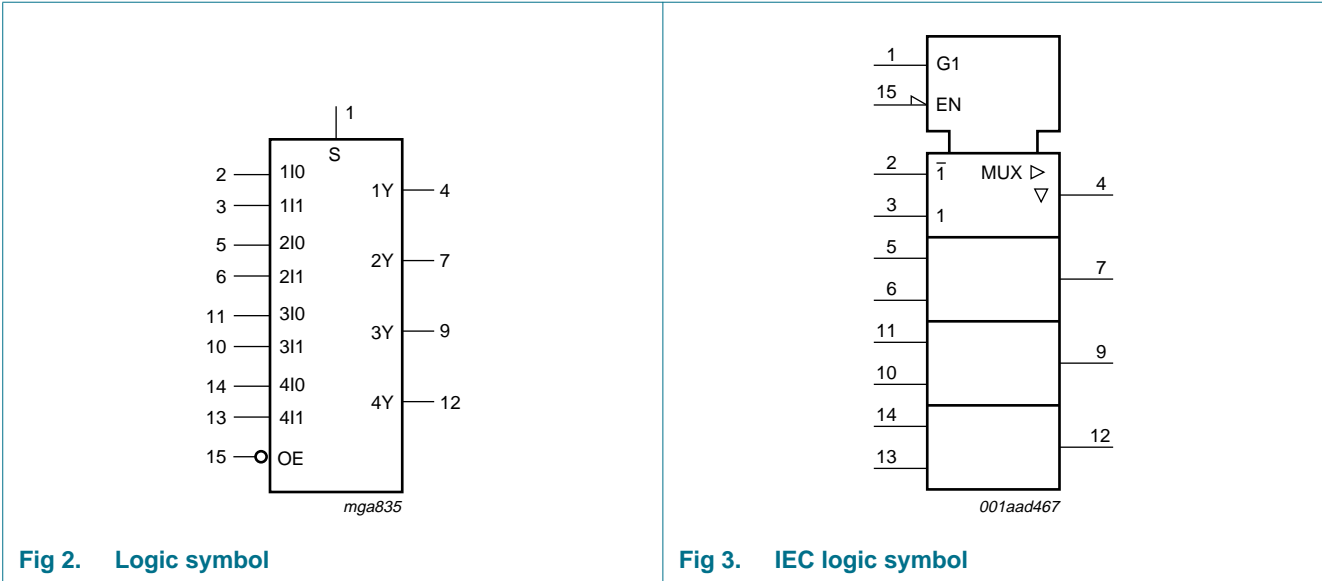 1
S
2 1I0
1Y 4
3 1I1
5 2I0
2Y 7
6 2I1
11 3I0
3Y 9
10 3I1
14 4I0
4Y 12
13 4I1
15 OE
mga835
Fig 2. Logic symbol
1 G1
15 EN
2 1̅ MUX
4
3 1
5
7
6
11
9
10
14
12
13
001aad467
Fig 3. IEC logic symbol